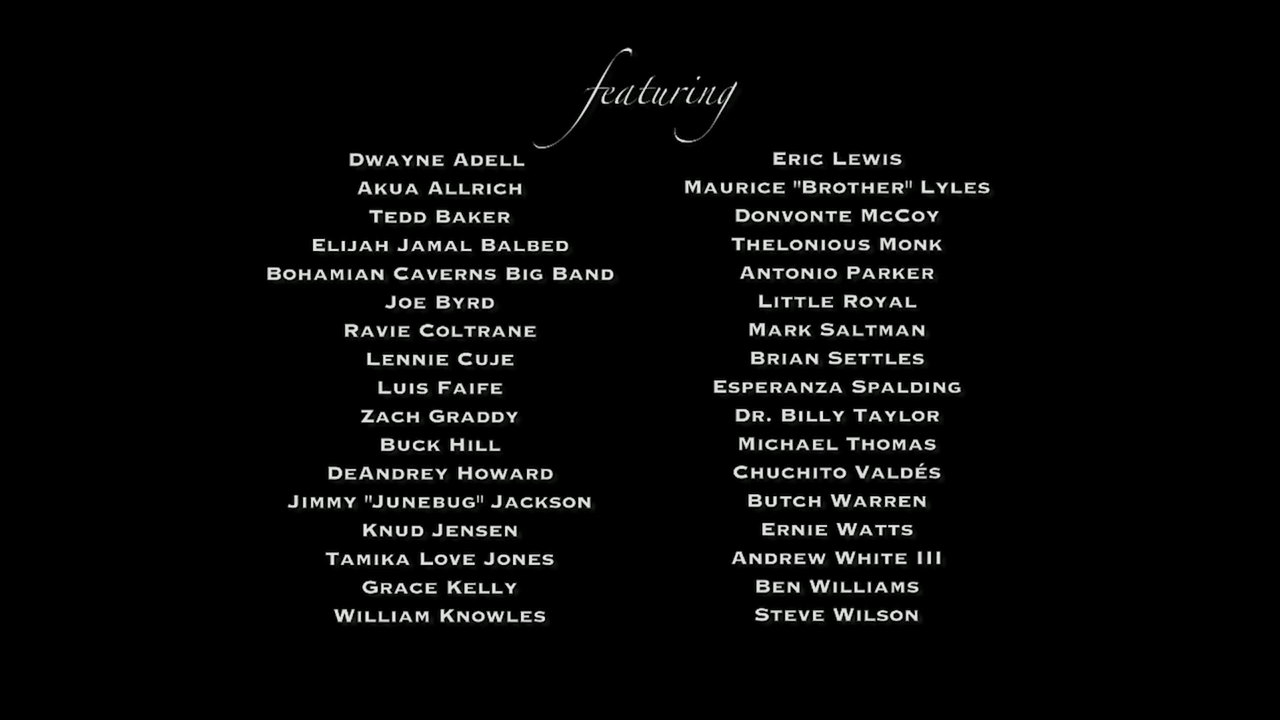 featuring
Dwayne Adell
Akua Allrich
Tedd Baker
Elijah Jamal Balbed
Bohamian Caverns Big Band
Joe Byrd
Ravie Coltrane
Lennie Cuje
Luis Faife
Zach Graddy
Buck Hill
DeAndrey Howard
Jimmy "Junebug" Jackson
Knud Jensen
Tamika Love Jones
Grace Kelly
William Knowles
Eric Lewis
Maurice "Brother" Lyles
Donvonte McCoy
Thelonious Monk
Antonio Parker
Little Royal
Mark Saltman
Brian Settles
Esperanza Spalding
Dr. Billy Taylor
Michael Thomas
Chuchito Valdés
Butch Warren
Ernie Watts
Andrew White III
Ben Williams
Steve Wilson